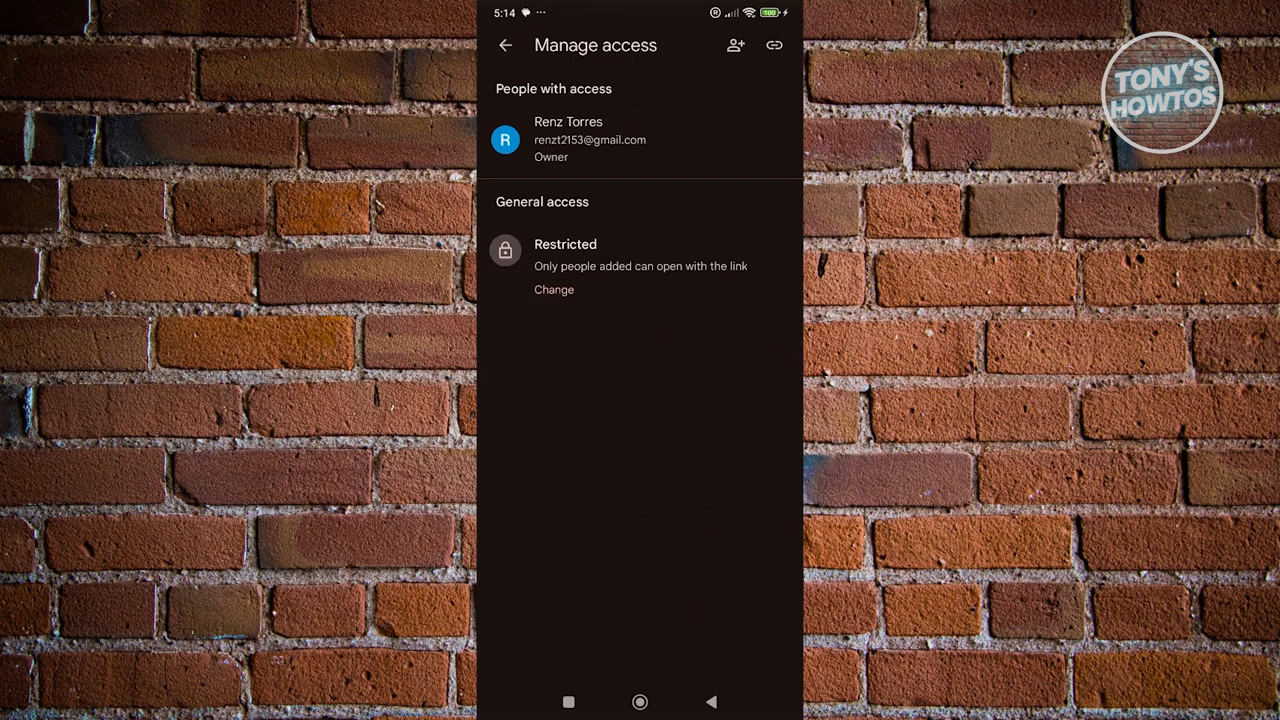 5:14
100
Manage access
People with access
R
Renz Torres
renzt2153@gmail.com
Owner
General access
Restricted
Only people added can open with the link
Change
TONY'S
HOWTOS